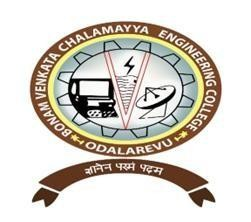 BONAM VENKATA CHALAMAYYA ENGINEERING COLLEGE
ODALAREVU
ज्ञानेन परमं पदम्